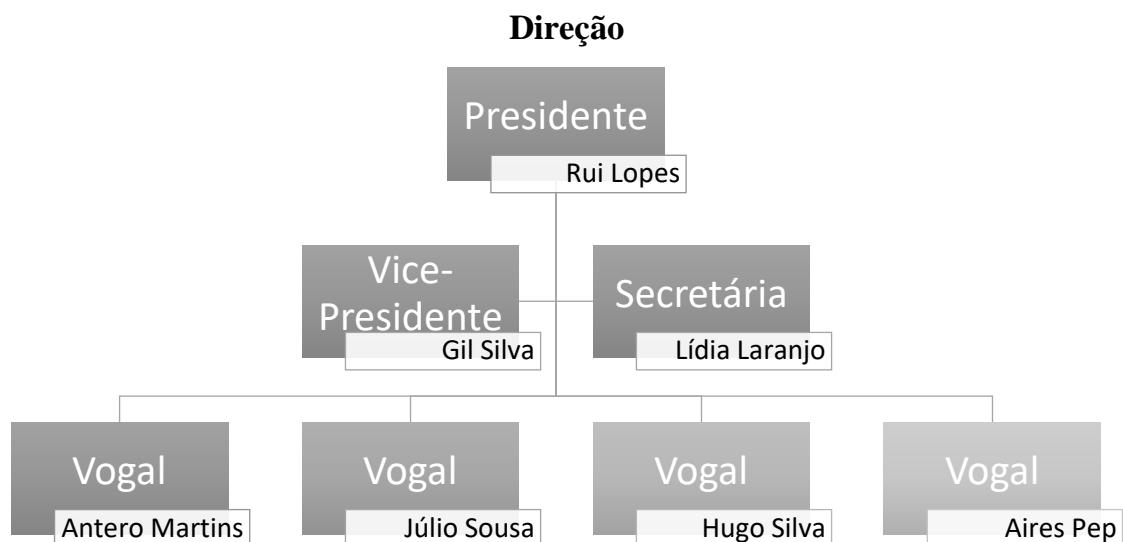 Direção
Presidente
Rui Lopes
Vice-
Presidente
Gil Silva
Secretária
Lídia Laranjo
Vogal
Antero Martins
Vogal
Júlio Sousa
Vogal
Hugo Silva
Vogal
Aires Pep